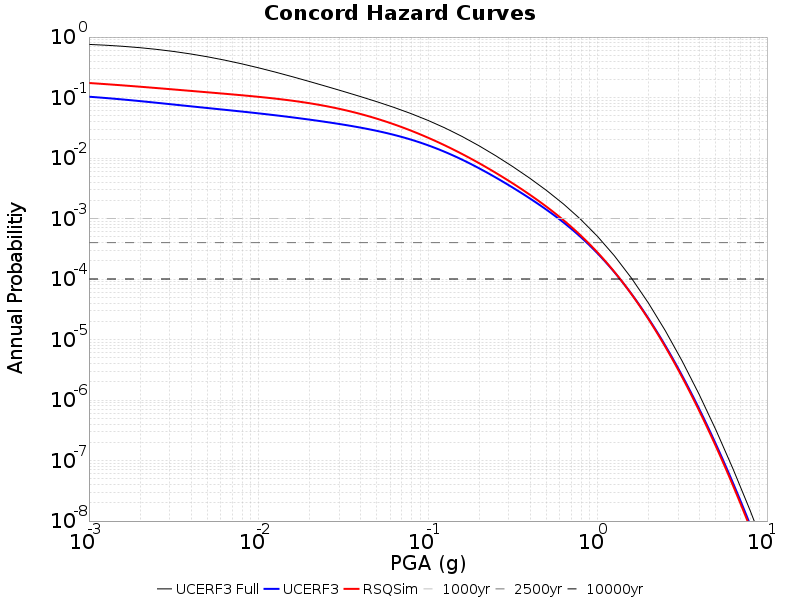 Concord Hazard Curves
10^0
10^-1
10^-2
10^-3
10^-4
10^-5
10^-6
10^-7
10^-8
Annual Probabilitiy
10^-3 10^-2 10^-1 10^0 10^1
PGA (g)
UCERF3 Full UCERF3 RSQSim 1000yr 2500yr 10000yr